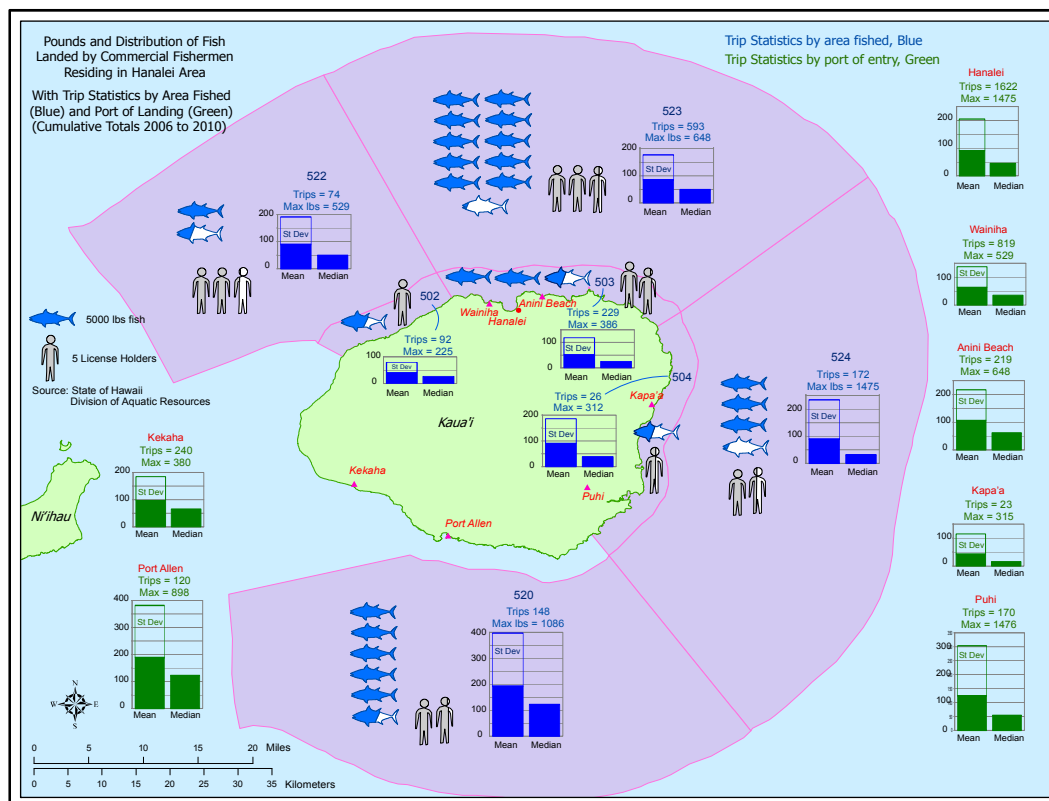 Pounds and Distribution of Fish
Landed by Commercial Fishermen
Residing in Hanalei Area
With Trip Statistics by Area Fished
(Blue) and Port of Landing (Green)
(Cumulative Totals 2006 to 2010)
Trip Statistics by area fished, Blue
Trip Statistics by port of entry, Green
523
Trips = 593
Max lbs = 648
200
100
0
St Dev
Mean
Median
522
Trips = 74
Max lbs = 529
200
100
0
St Dev
Mean
Median
Hanalei
Trips = 1622
Max = 1475
200
100
0
Mean
Median
Wainiha
Trips = 819
Max = 529
100
0
St Dev
Mean
Median
Anini Beach
Trips = 219
Max = 648
200
100
0
St Dev
Mean
Median
Kapa'a
Trips = 23
Max = 315
100
0
St Dev
Mean
Median
Puhi
Trips = 170
Max = 1476
300
200
100
0
St Dev
Mean
Median
502
Trips = 92
Max = 225
100
0
St Dev
Mean
Median
503
Trips = 229
Max = 386
100
0
St Dev
Mean
Median
504
Trips = 26
Max = 312
200
100
0
St Dev
Mean
Median
524
Trips = 172
Max lbs = 1475
200
100
0
St Dev
Mean
Median
Wainiha
Hanalei
Anini Beach
Kapa'a
Kaua'i
Kekaha
Puhi
Port Allen
5000 lbs fish
5 License Holders
Source: State of Hawaii
Division of Aquatic Resources
Ni'ihau
Kekaha
Trips = 240
Max = 380
200
100
0
St Dev
Mean
Median
Port Allen
Trips = 120
Max = 898
400
300
200
100
0
St Dev
Mean
Median
520
Trips 148
Max lbs = 1086
400
300
200
100
0
St Dev
Mean
Median
N
W E
S
0 5 10 15 20 Miles
0 5 10 15 20 25 30 35 Kilometers